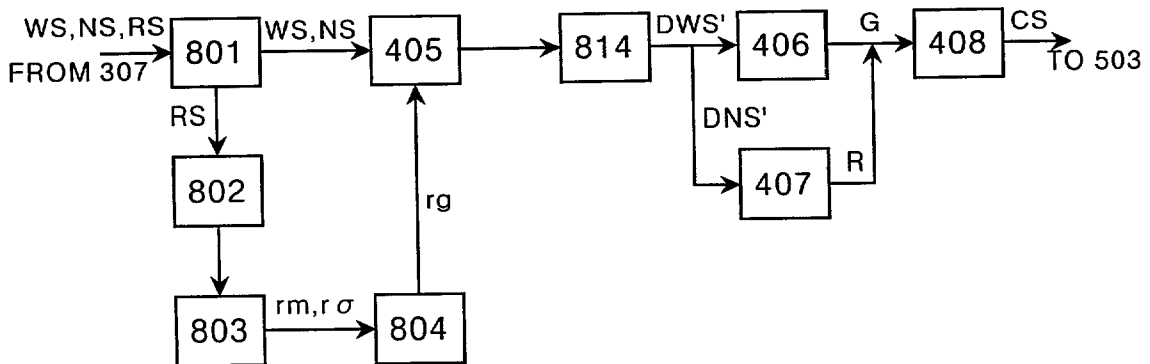 WS,NS,RS
FROM 307
801
WS,NS
405
814
DWS'
406
G
408
CS
TO 503
RS
DNS'
802
407
R
rg
803
rm,r σ
804